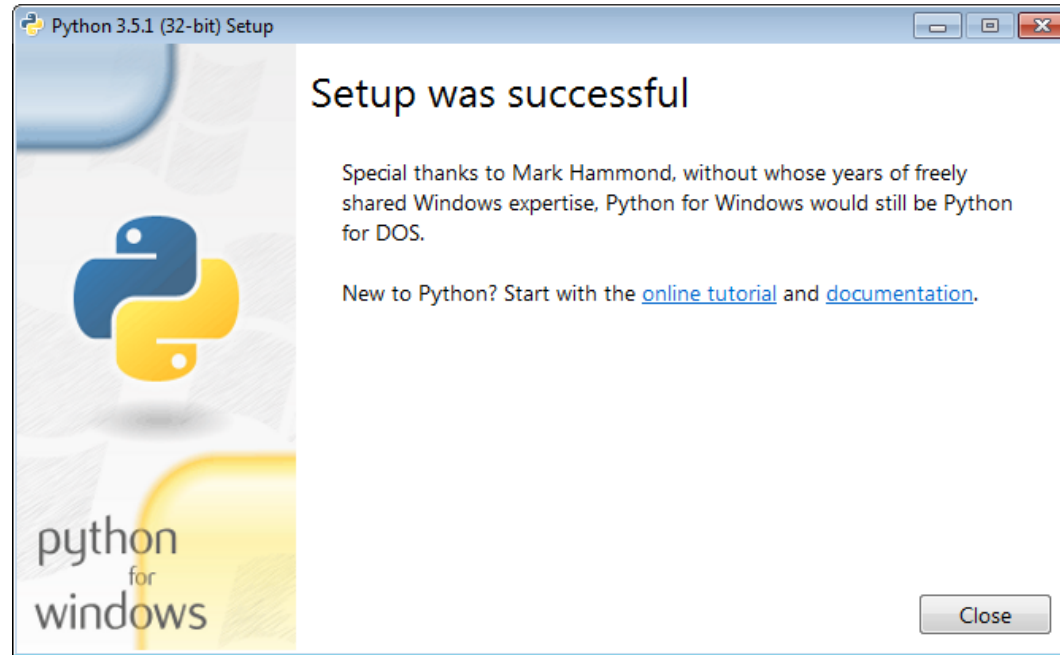 Python 3.5.1 (32-bit) Setup
Setup was successful
Special thanks to Mark Hammond, without whose years of freely
shared Windows expertise, Python for Windows would still be Python
for DOS.
New to Python? Start with the online tutorial and documentation.
python
for
windows
Close